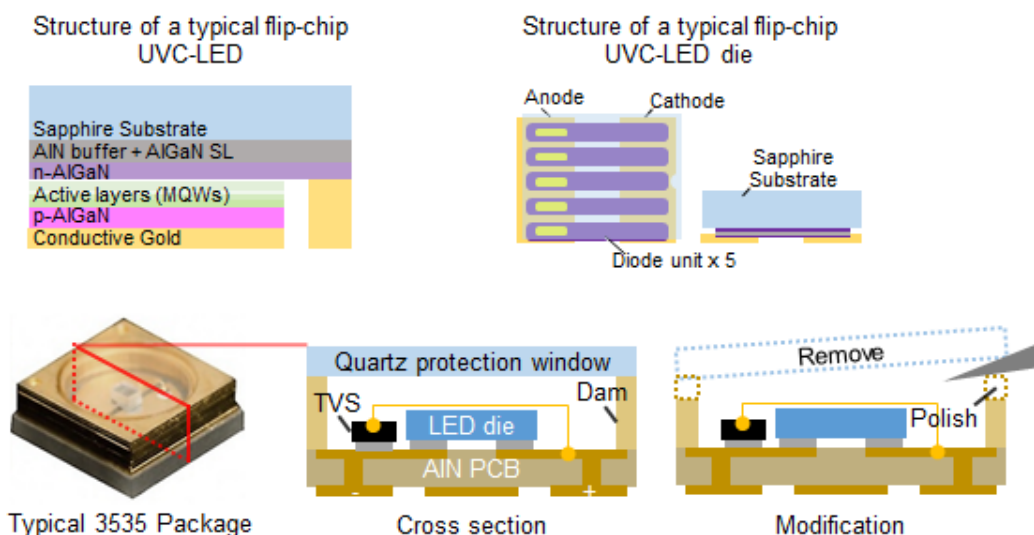 Structure of a typical flip-chip
UVC-LED
Sapphire Substrate
AlN buffer + AlGaN SL
n-AlGaN
Active layers (MQWs)
p-AlGaN
Conductive Gold
Structure of a typical flip-chip
UVC-LED die
Anode
Cathode
Sapphire
Substrate
Diode unit x 5
Typical 3535 Package
Quartz protection window
TVS
Dam
LED die
AlN PCB
- +
Cross section
Remove
Polish
Modification